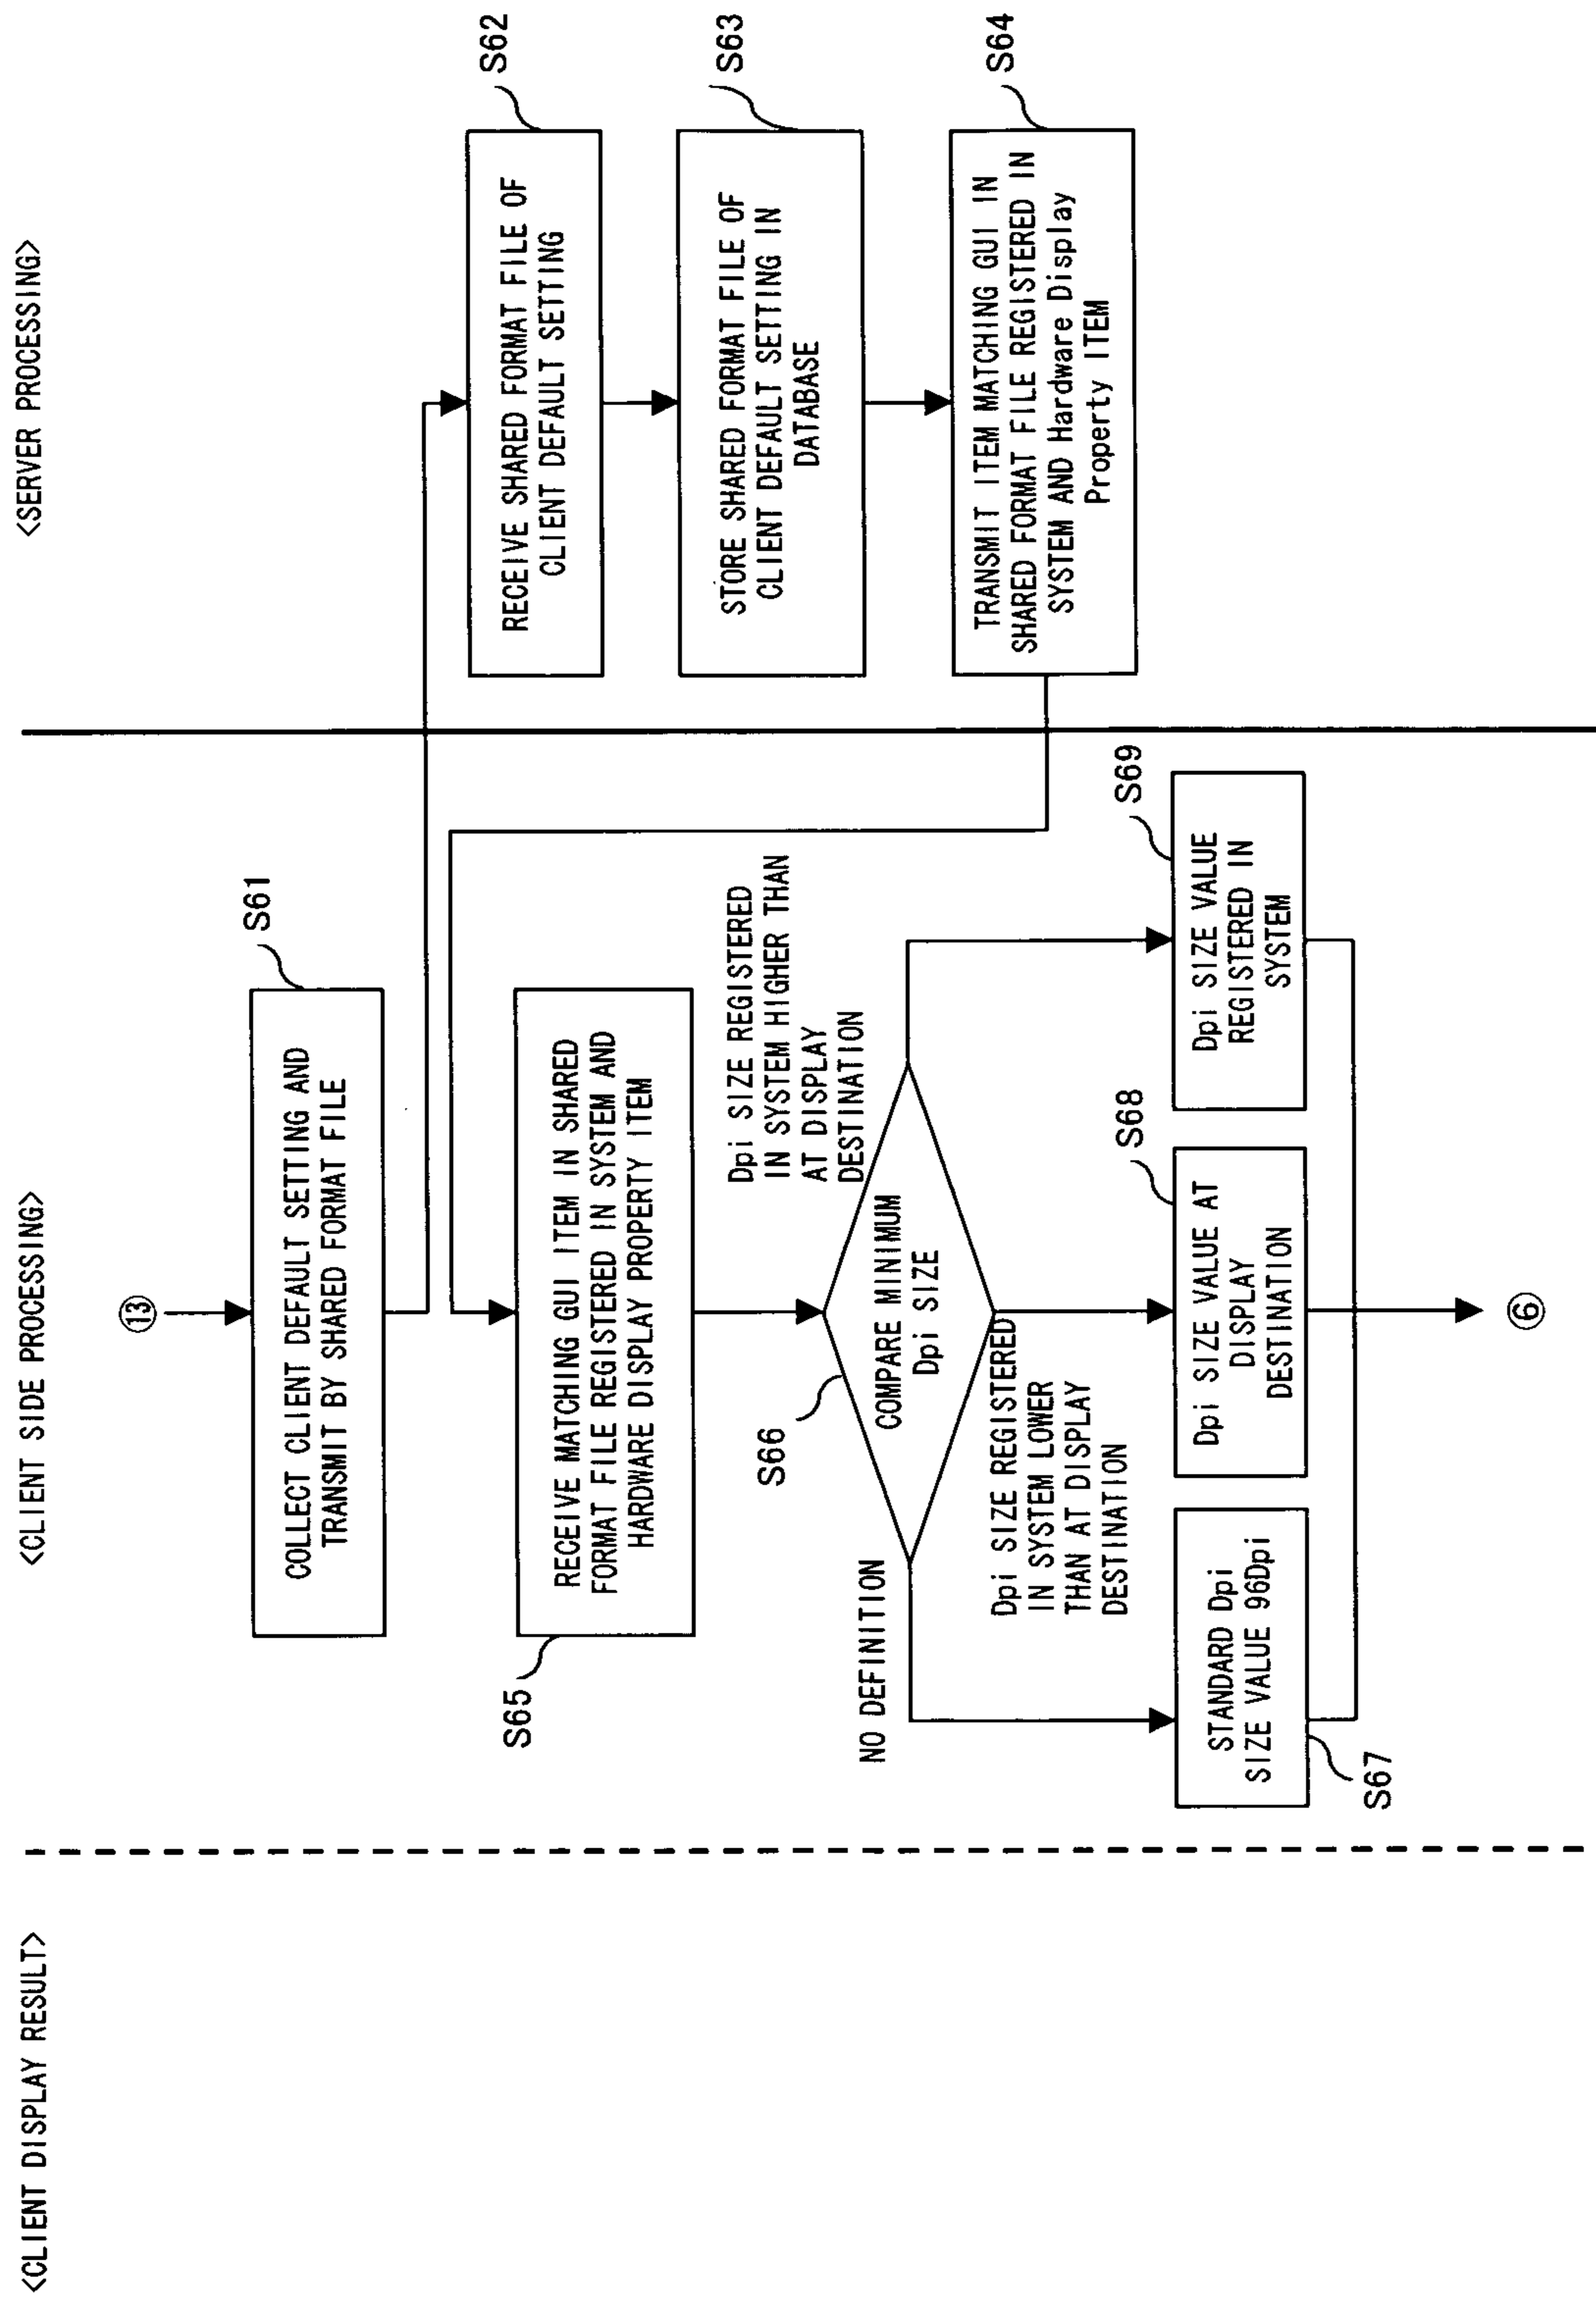 <CLIENT DISPLAY RESULT>
<CLIENT SIDE PROCESSING>
<SERVER PROCESSING>
⑬
S61
COLLECT CLIENT DEFAULT SETTING AND
TRANSMIT BY SHARED FORMAT FILE
S62
RECEIVE SHARED FORMAT FILE OF
CLIENT DEFAULT SETTING
S63
STORE SHARED FORMAT FILE OF
CLIENT DEFAULT SETTING IN
DATABASE
S64
TRANSMIT ITEM MATCHING GUI IN
SHARED FORMAT FILE REGISTERED IN
SYSTEM AND Hardware Display
Property ITEM
S65
RECEIVE MATCHING GUI ITEM IN SHARED
FORMAT FILE REGISTERED IN SYSTEM AND
HARDWARE DISPLAY PROPERTY ITEM
S66
COMPARE MINIMUM
Dpi SIZE
NO DEFINITION
Dpi SIZE REGISTERED
IN SYSTEM LOWER
THAN AT DISPLAY
DESTINATION
Dpi SIZE REGISTERED
IN SYSTEM HIGHER THAN
AT DISPLAY
DESTINATION
STANDARD Dpi
SIZE VALUE 96Dpi
S67
S68
Dpi SIZE VALUE AT
DISPLAY
DESTINATION
S69
Dpi SIZE VALUE
REGISTERED IN
SYSTEM
⑥